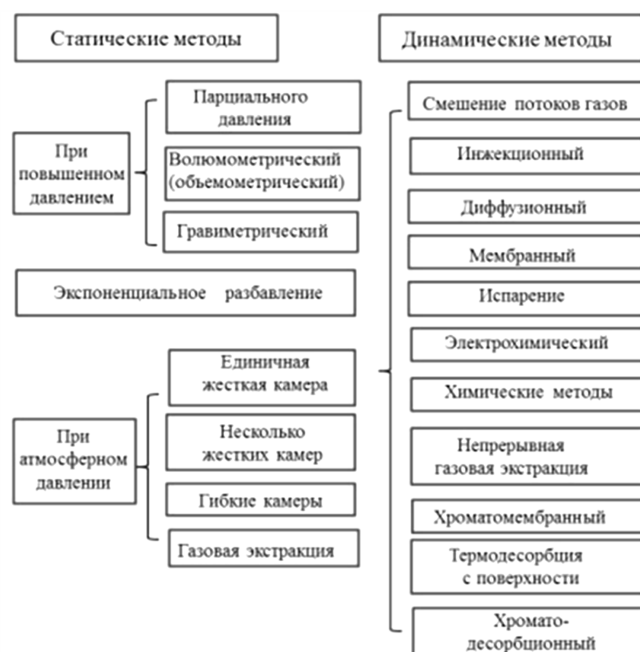 Статические методы
При
повышенном
давлением
Парциального
давления
Волюмометрический
(объемометрический)
Гравиметрический
Экспоненциальное разбавление
При
атмосферном
давлении
Единичная
жесткая камера
Несколько
жестких камер
Гибкие камеры
Газовая экстракция
Динамические методы
Смешение потоков газов
Инжекционный
Диффузионный
Мембранный
Испарение
Электрохимический
Химические методы
Непрерывная
газовая экстракция
Хроматомембранный
Термодесорбция
с поверхности
Хромато-
десорбционный